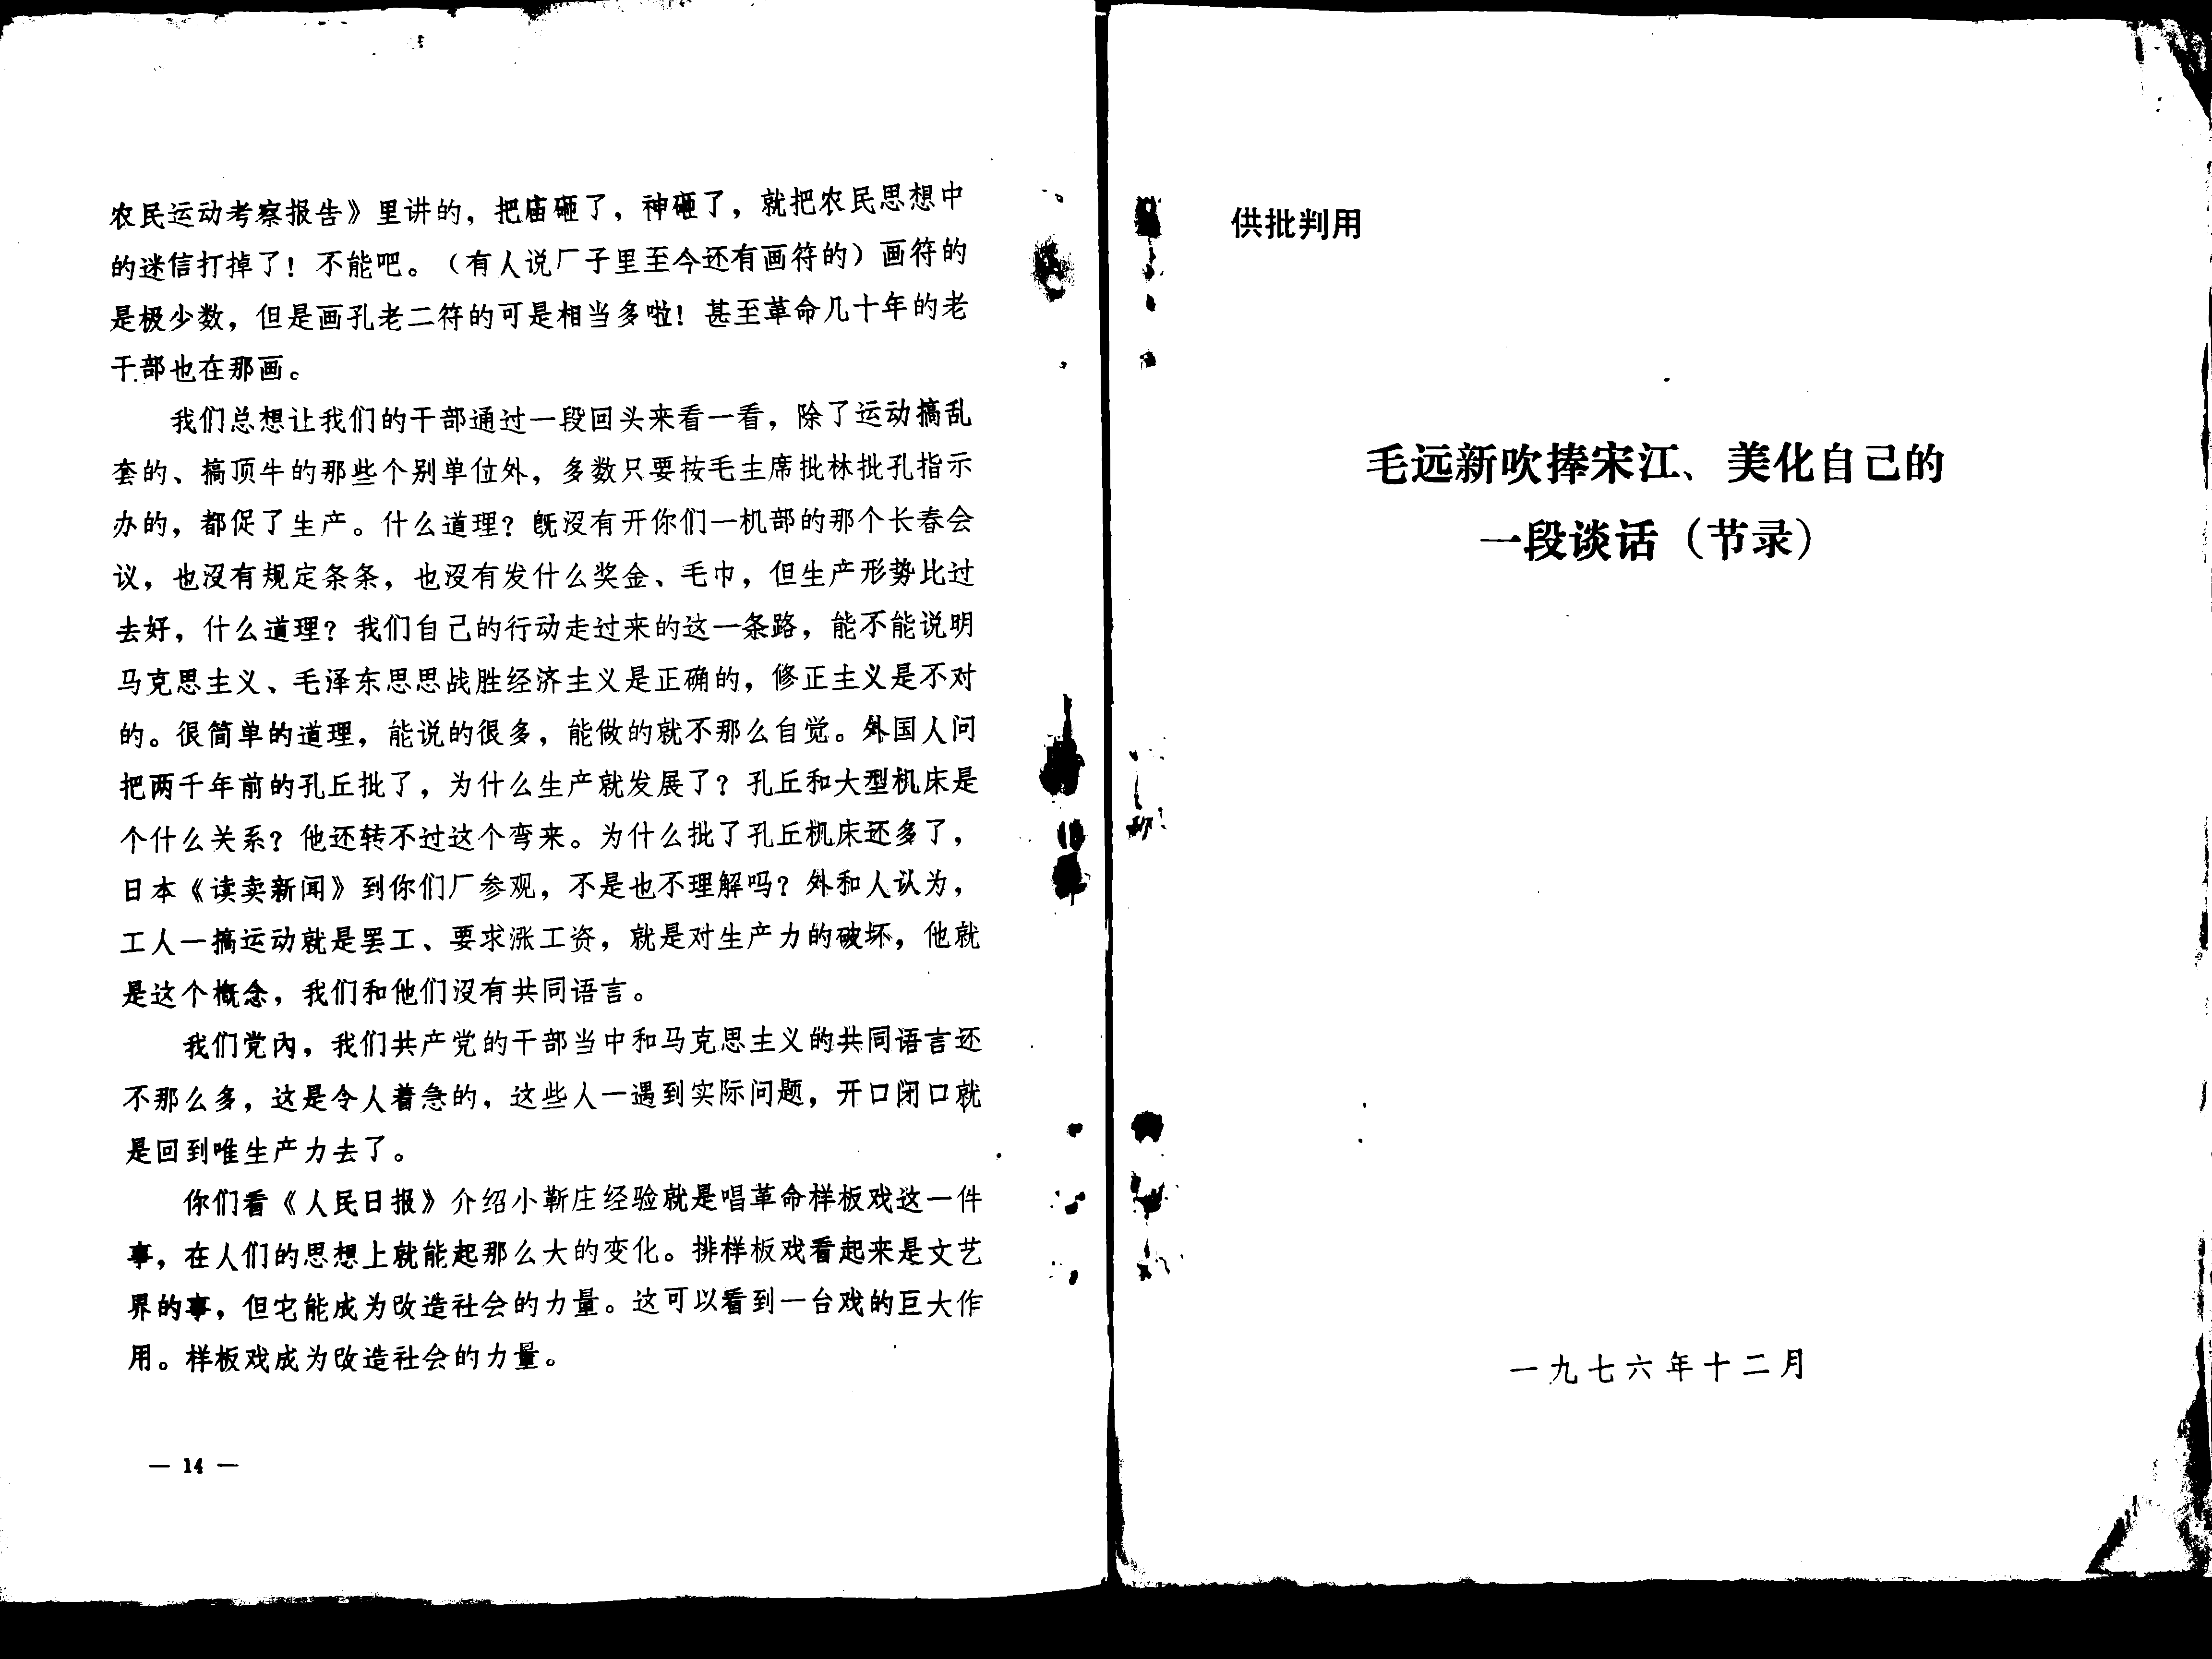 农民运动考察报告》里讲的，把庙砸了，神砸了，就把农民思想中
的迷信打掉了！不能吧。（有人说厂子里至今还有画符的）画符的
是极少数，但是画孔老二符的可是相当多啦！甚至革命几十年的老
干部也在那画。
我们总想让我们的干部通过一段回头来看一看，除了运动搞乱
套的、搞顶牛的那些个别单位外，多数只要按毛主席批林批孔指示
办的，都促了生产。什么道理？既沒有开你们一机部的那个长春会
议，也沒有规定条条，也沒有发什么奖金、毛巾，但生产形势比过
去好，什么道理？我们自己的行动走过来的这一条路，能不能说明
马克思主义、毛泽东思思战胜经济主义是正确的，修正主义是不对
的。很简单的道理，能说的很多，能做的就不那么自觉。外国人问
把两千年前的孔丘批了，为什么生产就发展了？孔丘和大型机床是
个什么关系？他还转不过这个弯来。为什么批了孔丘机床还多了，
日本《读卖新闻》到你们厂参观，不是也不理解吗？外和人认为，
工人一搞运动就是罢工、要求涨工资，就是对生产力的破坏，他就
是这个概念，我们和他们沒有共同语言。
我们党内，我们共产党的干部当中和马克思主义的共同语言还
不那么多，这是令人着急的，这些人一遇到实际问题，开口闭口就
是回到唯生产力去了。
你们看《人民日报》介绍小靳庄经验就是唱革命样板戏这一件
事，在人们的思想上就能起那么大的变化。排样板戏看起来是文艺
界的事，但它能成为改造社会的力量。这可以看到一台戏的巨大作
用。样板戏成为改造社会的力量。
— 14 —
供批判用
毛远新吹捧宋江、美化自己的
一段谈话（节录）
一九七六年十二月